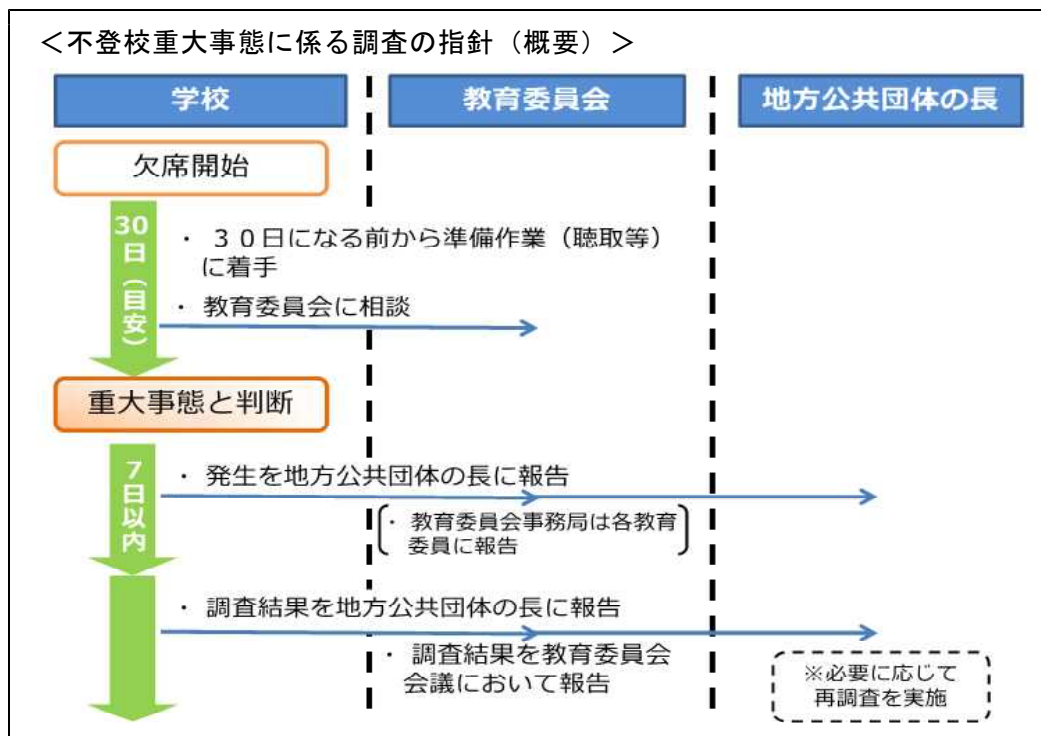 ＜不登校重大事態に係る調査の指針（概要）＞
学校
教育委員会
地方公共団体の長
欠席開始
30日（目安）
・ ３０日になる前から準備作業（聴取等）
に着手
・ 教育委員会に相談
重大事態と判断
7日以内
・ 発生を地方公共団体の長に報告
・ 教育委員会事務局は各教育
委員に報告
・ 調査結果を地方公共団体の長に報告
・ 調査結果を教育委員会
会議において報告
※必要に応じて
再調査を実施